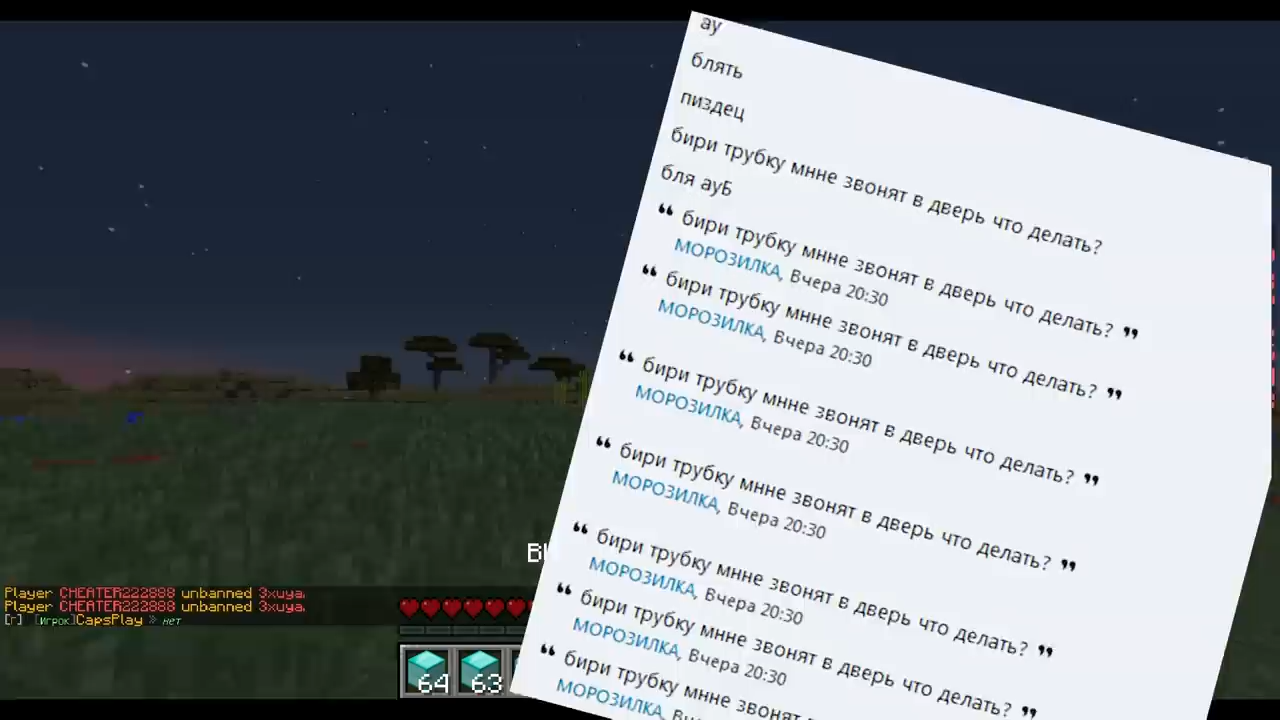 ау
блять
пиздец
бири трубку мнне звонят в дверь что делать?
бля ауБ
❝ бири трубку мнне звонят в дверь что делать? ❞
МОРОЗИЛКА, Вчера 20:30
❝ бири трубку мнне звонят в дверь что делать? ❞
МОРОЗИЛКА, Вчера 20:30
❝ бири трубку мнне звонят в дверь что делать? ❞
МОРОЗИЛКА, Вчера 20:30
❝ бири трубку мнне звонят в дверь что делать? ❞
МОРОЗИЛКА, Вчера 20:30
❝ бири трубку мнне звонят в дверь что делать? ❞
МОРОЗИЛКА, Вчера 20:30
❝ бири трубку мнне звонят в дверь что делать? ❞
МОРОЗИЛКА, Вчера 20:30
❝ бири трубку мнне звонят
МОРОЗИЛКА,
Player CHEATER222888 unbanned 3xuya.
Player CHEATER222888 unbanned 3xuya.
[г] [Игрок]CapsPlay » нет
64 63